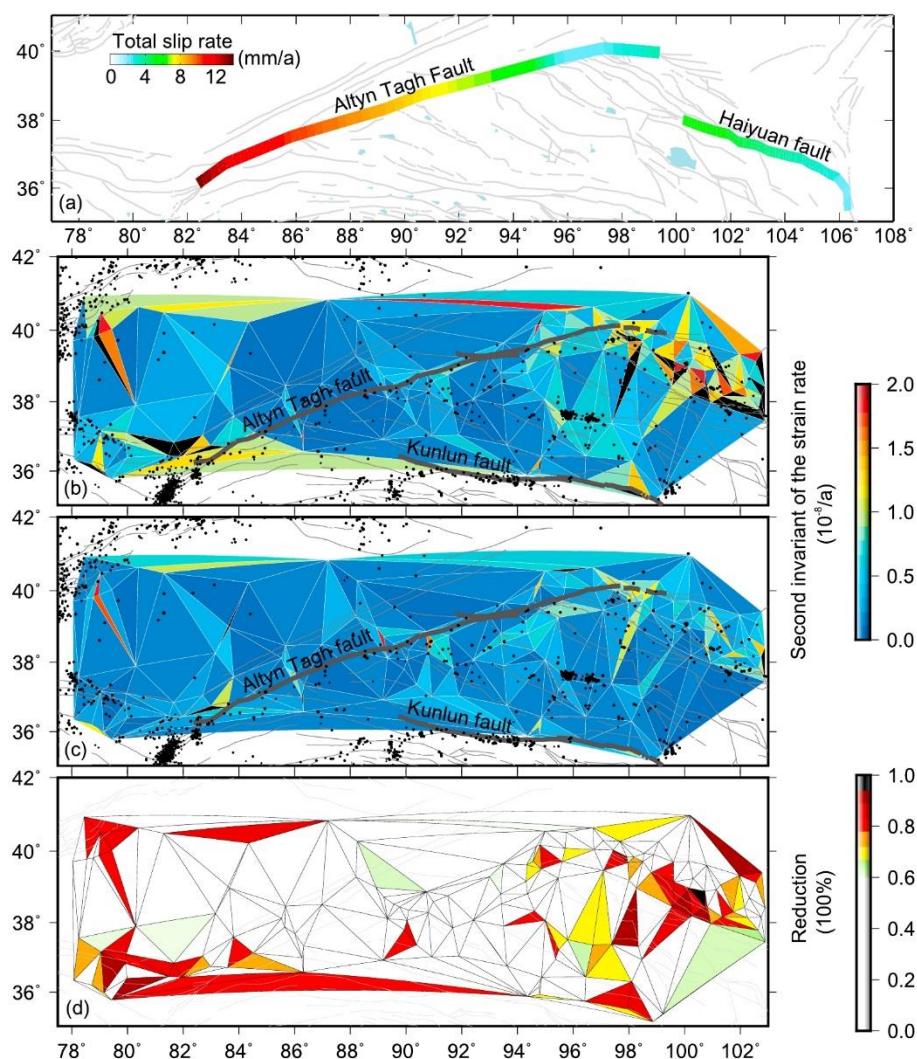 40°
38°
36°
Total slip rate
(mm/a)
0 4 8 12
Altyn Tagh Fault
Haiyuan fault
(a)
78 80 82 84 86 88 90 92 94 96 98 100 102 104 106 108°
42°
40°
38°
36°
Altyn Tagh fault
Kunlun fault
(b)
42°
40°
38°
36°
Altyn Tagh fault
Kunlun fault
(c)
2.0
1.5
1.0
0.5
0.0
Second invariant of the strain rate
(10⁻⁸/a)
42°
40°
38°
36°
(d)
78 80 82 84 86 88 90 92 94 96 98 100 102
1.0
0.8
0.6
0.4
0.2
0.0
Reduction
(100%)